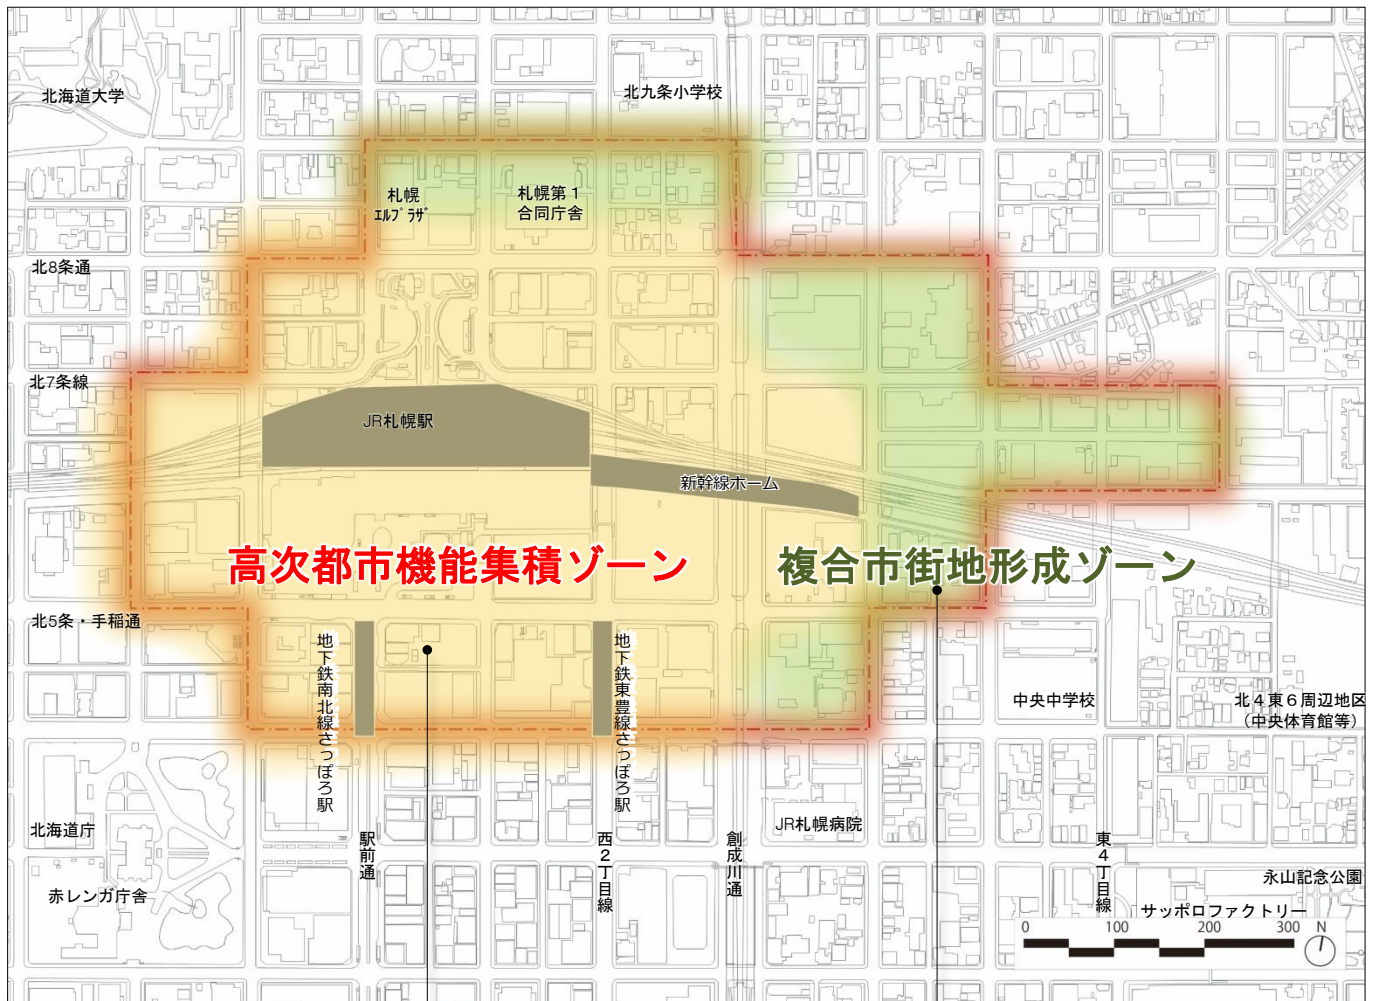 北海道大学
北九条小学校
札幌
ｴﾙﾌﾟﾗｻﾞ
札幌第１
合同庁舎
北8条通
北7条線
JR札幌駅
新幹線ホーム
高次都市機能集積ゾーン
複合市街地形成ゾーン
北5条・手稲通
地下鉄南北線さっぽろ駅
地下鉄東豊線さっぽろ駅
中央中学校
北４東６周辺地区
（中央体育館等）
北海道庁
駅前通
西２丁目線
創成川通
JR札幌病院
東４丁目線
赤レンガ庁舎
永山記念公園
サッポロファクトリー
0 100 200 300 N